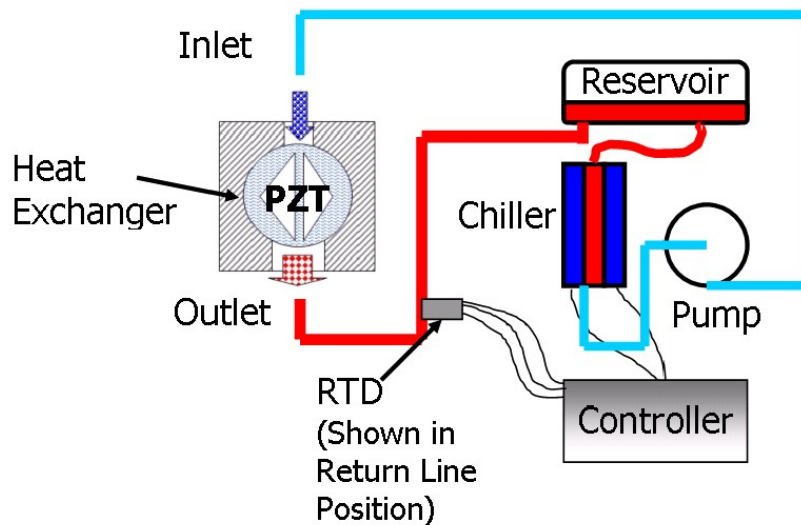 Inlet
Reservoir
Heat
Exchanger
PZT
Chiller
Outlet
Pump
RTD
(Shown in
Return Line
Position)
Controller